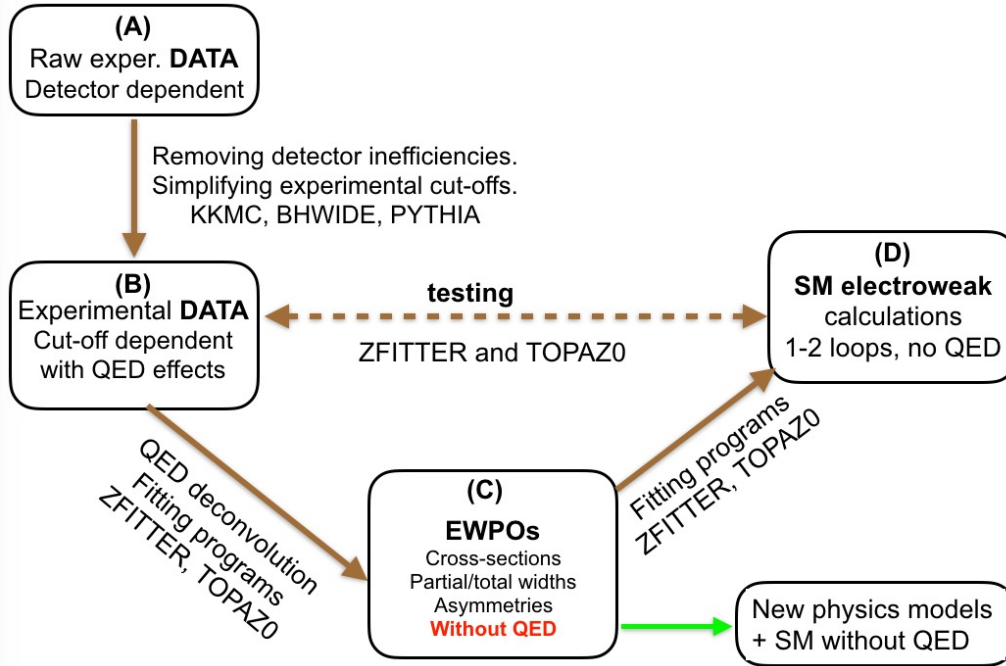 (A)
Raw exper. DATA
Detector dependent
Removing detector inefficiencies.
Simplifying experimental cut-offs.
KKMC, BHWIDE, PYTHIA
(B)
Experimental DATA
Cut-off dependent
with QED effects
testing
ZFITTER and TOPAZ0
(D)
SM electroweak
calculations
1-2 loops, no QED
QED deconvolution
Fitting programs
ZFITTER, TOPAZ0
(C)
EWPOs
Cross-sections
Partial/total widths
Asymmetries
Without QED
Fitting programs
ZFITTER, TOPAZ0
New physics models
+ SM without QED